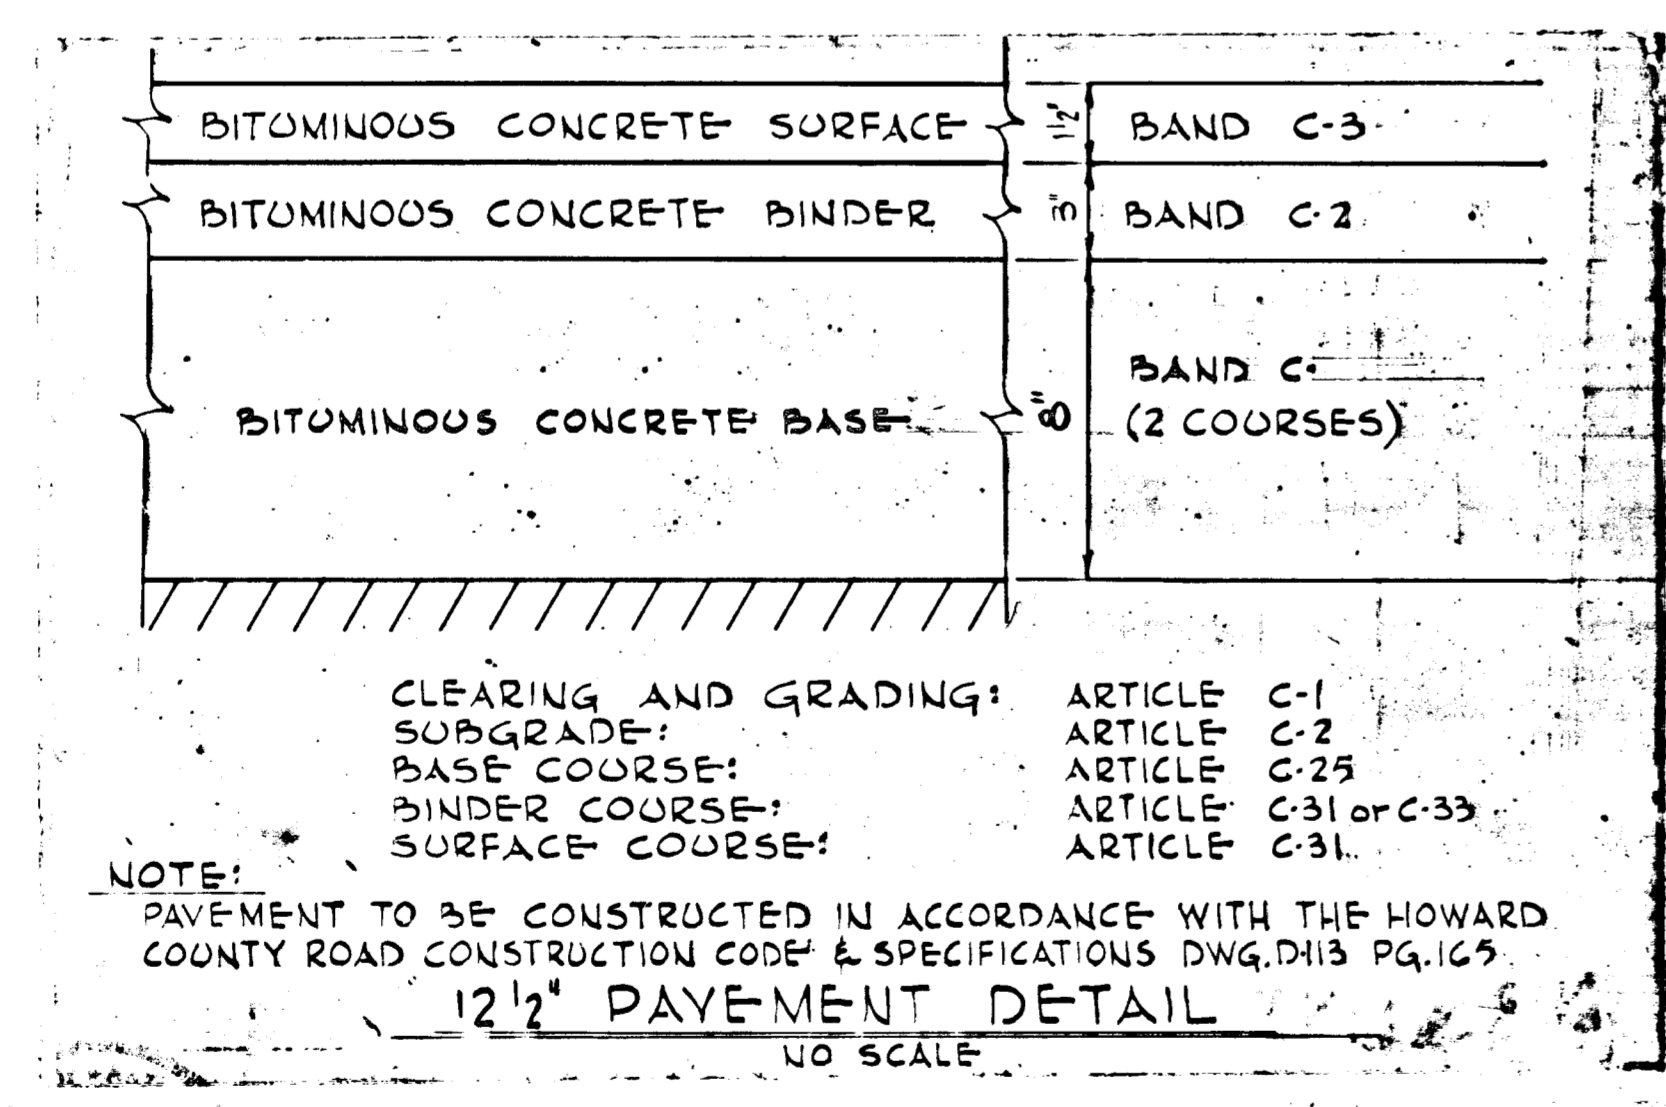 BITUMINOUS CONCRETE SURFACE 1½" BAND C-3
BITUMINOUS CONCRETE BINDER 3" BAND C-2
BAND C-
BITUMINOUS CONCRETE BASE 8" (2 COURSES)
CLEARING AND GRADING: ARTICLE C-1
SUBGRADE: ARTICLE C-2
BASE COURSE: ARTICLE C-25
BINDER COURSE: ARTICLE C-31 or C-33
SURFACE COURSE: ARTICLE C-31
NOTE:
PAVEMENT TO BE CONSTRUCTED IN ACCORDANCE WITH THE HOWARD
COUNTY ROAD CONSTRUCTION CODE & SPECIFICATIONS DWG.D-113 PG.165
12½" PAVEMENT DETAIL
NO SCALE